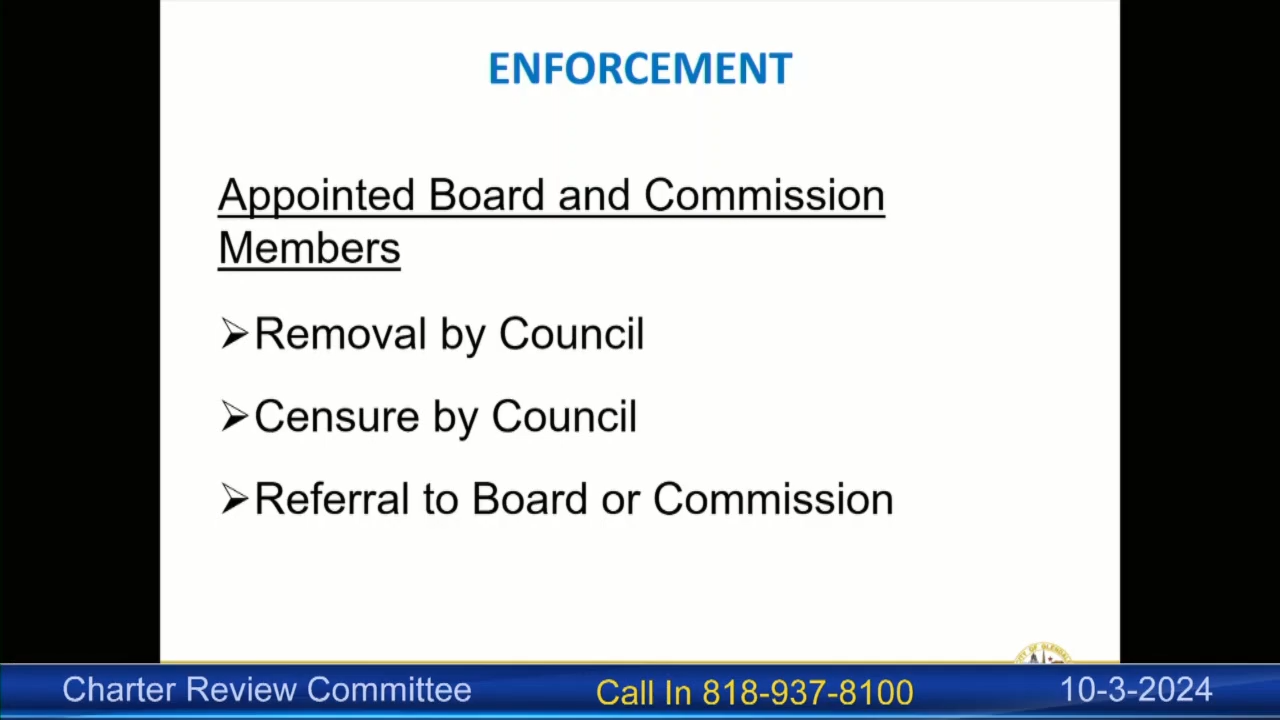 ENFORCEMENT
Appointed Board and Commission
Members
➢Removal by Council
➢Censure by Council
➢Referral to Board or Commission
Charter Review Committee
Call In 818-937-8100
10-3-2024